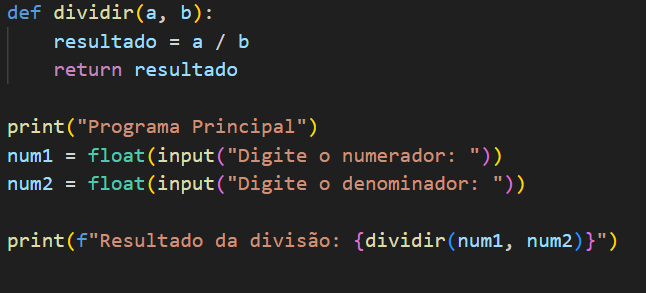 def dividir(a, b):
    resultado = a / b
    return resultado
print("Programa Principal")
num1 = float(input("Digite o numerador: "))
num2 = float(input("Digite o denominador: "))
print(f"Resultado da divisão: {dividir(num1, num2)}")